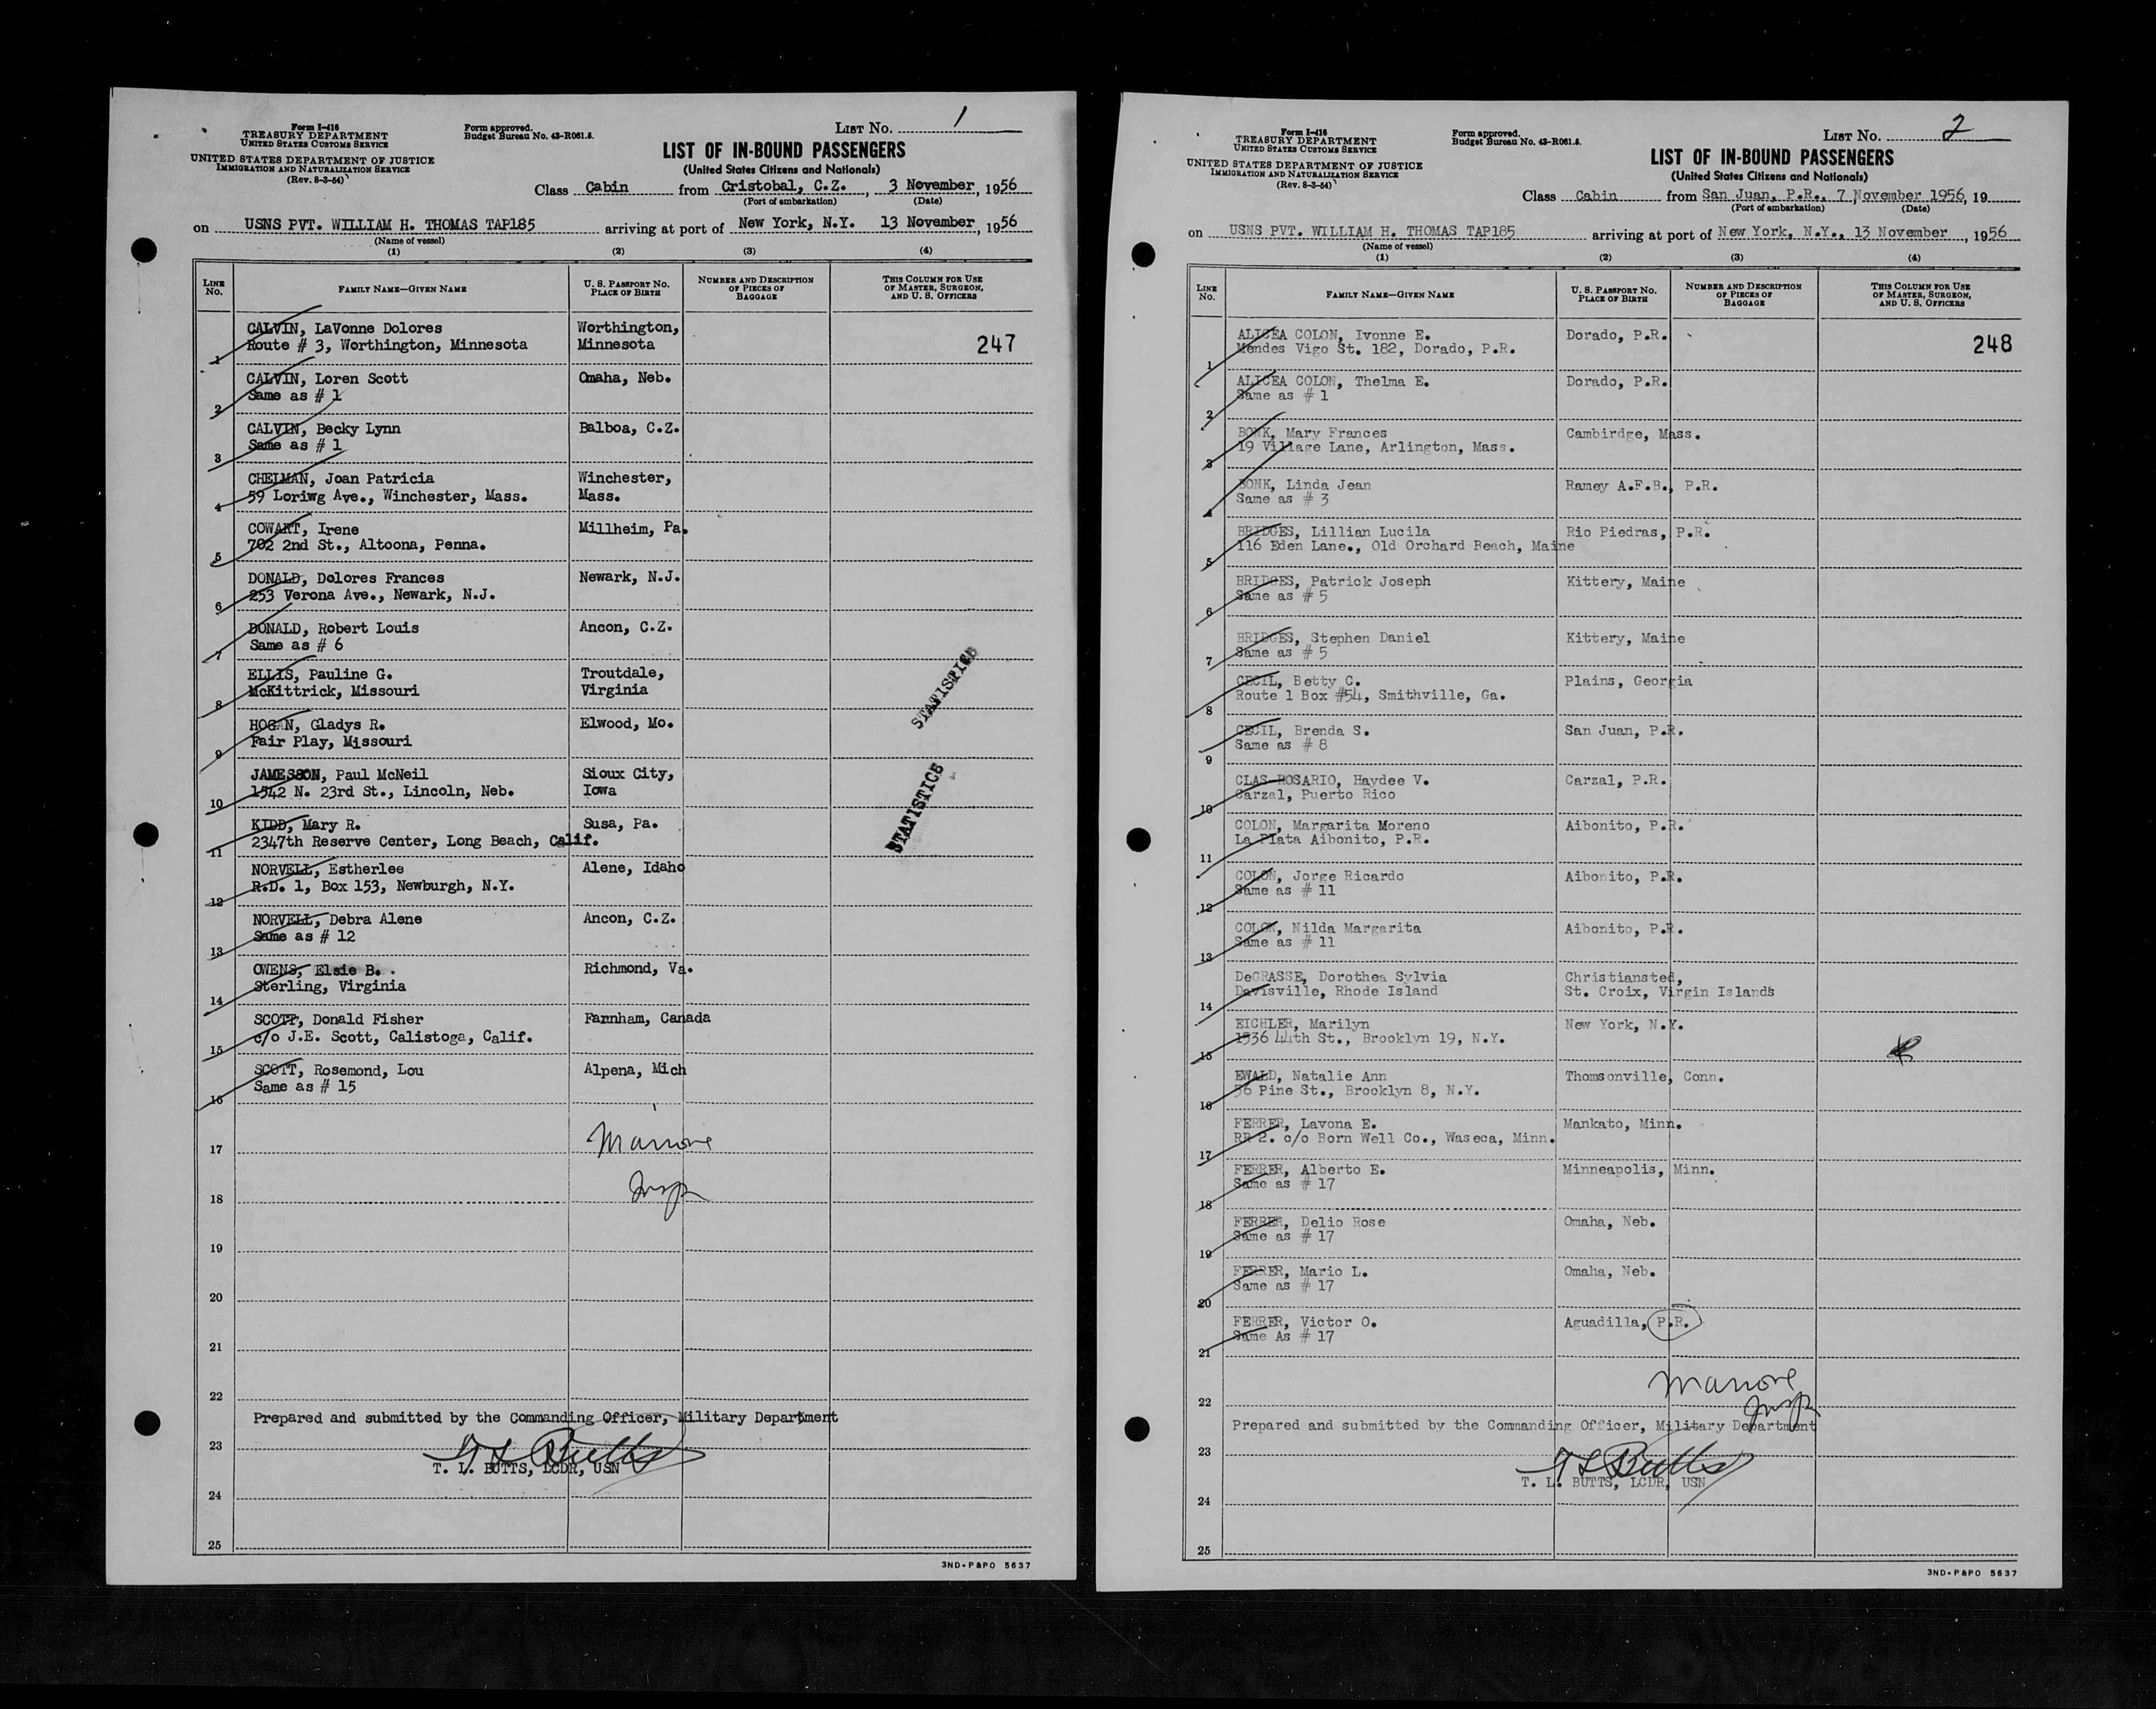 Form I-416
TREASURY DEPARTMENT
UNITED STATES CUSTOMS SERVICE
UNITED STATES DEPARTMENT OF JUSTICE
IMMIGRATION AND NATURALIZATION SERVICE
(Rev. 8-3-54)
Form approved.
Budget Bureau No. 43-R061.5.
LIST No. 1
LIST OF IN-BOUND PASSENGERS
(United States Citizens and Nationals)
Class Cabin from Cristobal, C.Z., 3 November, 1956
(Port of embarkation) (Date)
on USNS PVT. WILLIAM H. THOMAS TAP185 arriving at port of New York, N.Y. 13 November, 1956
(Name of vessel)
(1) (2) (3) (4)
LINE No. FAMILY NAME—GIVEN NAME U. S. PASSPORT No. PLACE OF BIRTH NUMBER AND DESCRIPTION OF PIECES OF BAGGAGE THIS COLUMN FOR USE OF MASTER, SURGEON, AND U. S. OFFICERS
CALVIN, LaVonne Dolores Worthington,
1 Route # 3, Worthington, Minnesota Minnesota 247
CALVIN, Loren Scott Omaha, Neb.
2 Same as # 1
CALVIN, Becky Lynn Balboa, C.Z.
3 Same as # 1
CHELMAN, Joan Patricia Winchester,
4 59 Loriwg Ave., Winchester, Mass. Mass.
COWART, Irene Millheim, Pa.
5 702 2nd St., Altoona, Penna.
DONALD, Dolores Frances Newark, N.J.
6 253 Verona Ave., Newark, N.J.
DONALD, Robert Louis Ancon, C.Z.
7 Same as # 6
ELLIS, Pauline G. Troutdale,
8 McKittrick, Missouri Virginia
STATISTICS
HOGAN, Gladys R. Elwood, Mo.
9 Fair Play, Missouri
JAMESSON, Paul McNeil Sioux City,
10 1542 N. 23rd St., Lincoln, Neb. Iowa
STATISTICS
KIDD, Mary R. Susa, Pa.
11 2347th Reserve Center, Long Beach, Calif.
NORVELL, Estherlee Alene, Idaho
12 R.D. 1, Box 153, Newburgh, N.Y.
NORVELL, Debra Alene Ancon, C.Z.
13 Same as # 12
OWENS, Elsie B. Richmond, Va.
14 Sterling, Virginia
SCOTT, Donald Fisher Farnham, Canada
15 c/o J.E. Scott, Calistoga, Calif.
SCOTT, Rosemond, Lou Alpena, Mich
16 Same as # 15
17
18
19
20
21
22
Prepared and submitted by the Commanding Officer, Military Department
23
T L Butts
T. L. BUTTS, LCDR, USN
24
25
3ND-P&PO 5637
Form I-416
TREASURY DEPARTMENT
UNITED STATES CUSTOMS SERVICE
UNITED STATES DEPARTMENT OF JUSTICE
IMMIGRATION AND NATURALIZATION SERVICE
(Rev. 8-3-54)
Form approved.
Budget Bureau No. 43-R061.5.
LIST No. 2
LIST OF IN-BOUND PASSENGERS
(United States Citizens and Nationals)
Class Cabin from San Juan, P.R., 7 November 1956, 19
(Port of embarkation) (Date)
on USNS PVT. WILLIAM H. THOMAS TAP185 arriving at port of New York, N.Y., 13 November, 1956
(Name of vessel)
(1) (2) (3) (4)
LINE No. FAMILY NAME—GIVEN NAME U. S. PASSPORT No. PLACE OF BIRTH NUMBER AND DESCRIPTION OF PIECES OF BAGGAGE THIS COLUMN FOR USE OF MASTER, SURGEON, AND U. S. OFFICERS
ALICEA COLON, Ivonne E. Dorado, P.R.
1 Mendes Vigo St. 182, Dorado, P.R. 248
ALICEA COLON, Thelma E. Dorado, P.R.
2 Same as # 1
BONK, Mary Frances Cambirdge, Mass.
3 19 Village Lane, Arlington, Mass.
BONK, Linda Jean Ramey A.F.B., P.R.
4 Same as # 3
BRIDGES, Lillian Lucila Rio Piedras, P.R.
5 116 Eden Lane., Old Orchard Beach, Maine
BRIDGES, Patrick Joseph Kittery, Maine
6 Same as # 5
BRIDGES, Stephen Daniel Kittery, Maine
7 Same as # 5
CECIL, Betty C. Plains, Georgia
8 Route 1 Box #54, Smithville, Ga.
CECIL, Brenda S. San Juan, P.R.
9 Same as # 8
CLAS-ROSARIO, Haydee V. Carzal, P.R.
10 Carzal, Puerto Rico
COLON, Margarita Moreno Aibonito, P.R.
11 La Plata Aibonito, P.R.
COLON, Jorge Ricardo Aibonito, P.R.
12 Same as # 11
COLON, Nilda Margarita Aibonito, P.R.
13 Same as # 11
DeGRASSE, Dorothea Sylvia Christiansted,
14 Davisville, Rhode Island St. Croix, Virgin Islands
EICHLER, Marilyn New York, N.Y.
15 1536 44th St., Brooklyn 19, N.Y.
EWALD, Natalie Ann Thomsonville, Conn.
16 56 Pine St., Brooklyn 8, N.Y.
FERRER, Lavona E. Mankato, Minn.
17 RR 2. c/o Born Well Co., Waseca, Minn.
FERRER, Alberto E. Minneapolis, Minn.
18 Same as # 17
FERRER, Delio Rose Omaha, Neb.
19 Same as # 17
FERRER, Mario L. Omaha, Neb.
20 Same as # 17
FERRER, Victor O. Aguadilla, P.R.
21 Same As # 17
22
Prepared and submitted by the Commanding Officer, Military Department
23
T L Butts
T. L. BUTTS, LCDR, USN
24
25
3ND-P&PO 5637